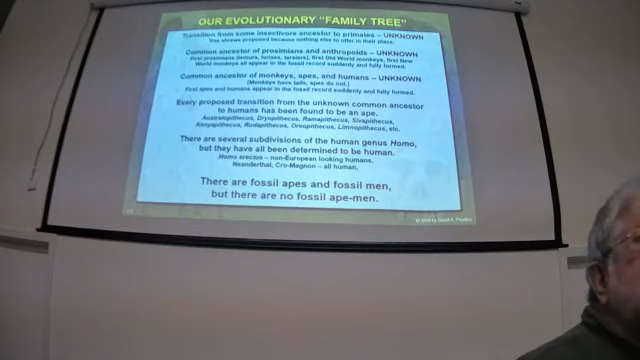 OUR EVOLUTIONARY “FAMILY TREE”
Transition from some insectivore ancestor to primates – UNKNOWN
Tree shrews proposed because nothing else to offer in their place.
Common ancestor of prosimians and anthropoids – UNKNOWN
First prosimians (lemurs, lorises, tarsiers), first Old World monkeys, first New
World monkeys all appear in the fossil record suddenly and fully formed.
Common ancestor of monkeys, apes, and humans – UNKNOWN
(Monkeys have tails, apes do not.)
First apes and humans appear in the fossil record suddenly and fully formed.
Every proposed transition from the unknown common ancestor
to humans has been found to be an ape.
Australopithecus, Dryopithecus, Ramapithecus, Sivapithecus,
Kenyapithecus, Rudapithecus, Oreopithecus, Limnopithecus, etc.
There are several subdivisions of the human genus Homo,
but they have all been determined to be human.
Homo erectus – non-European looking humans.
Neanderthal, Cro-Magnon – all human.
There are fossil apes and fossil men,
but there are no fossil ape-men.
by David